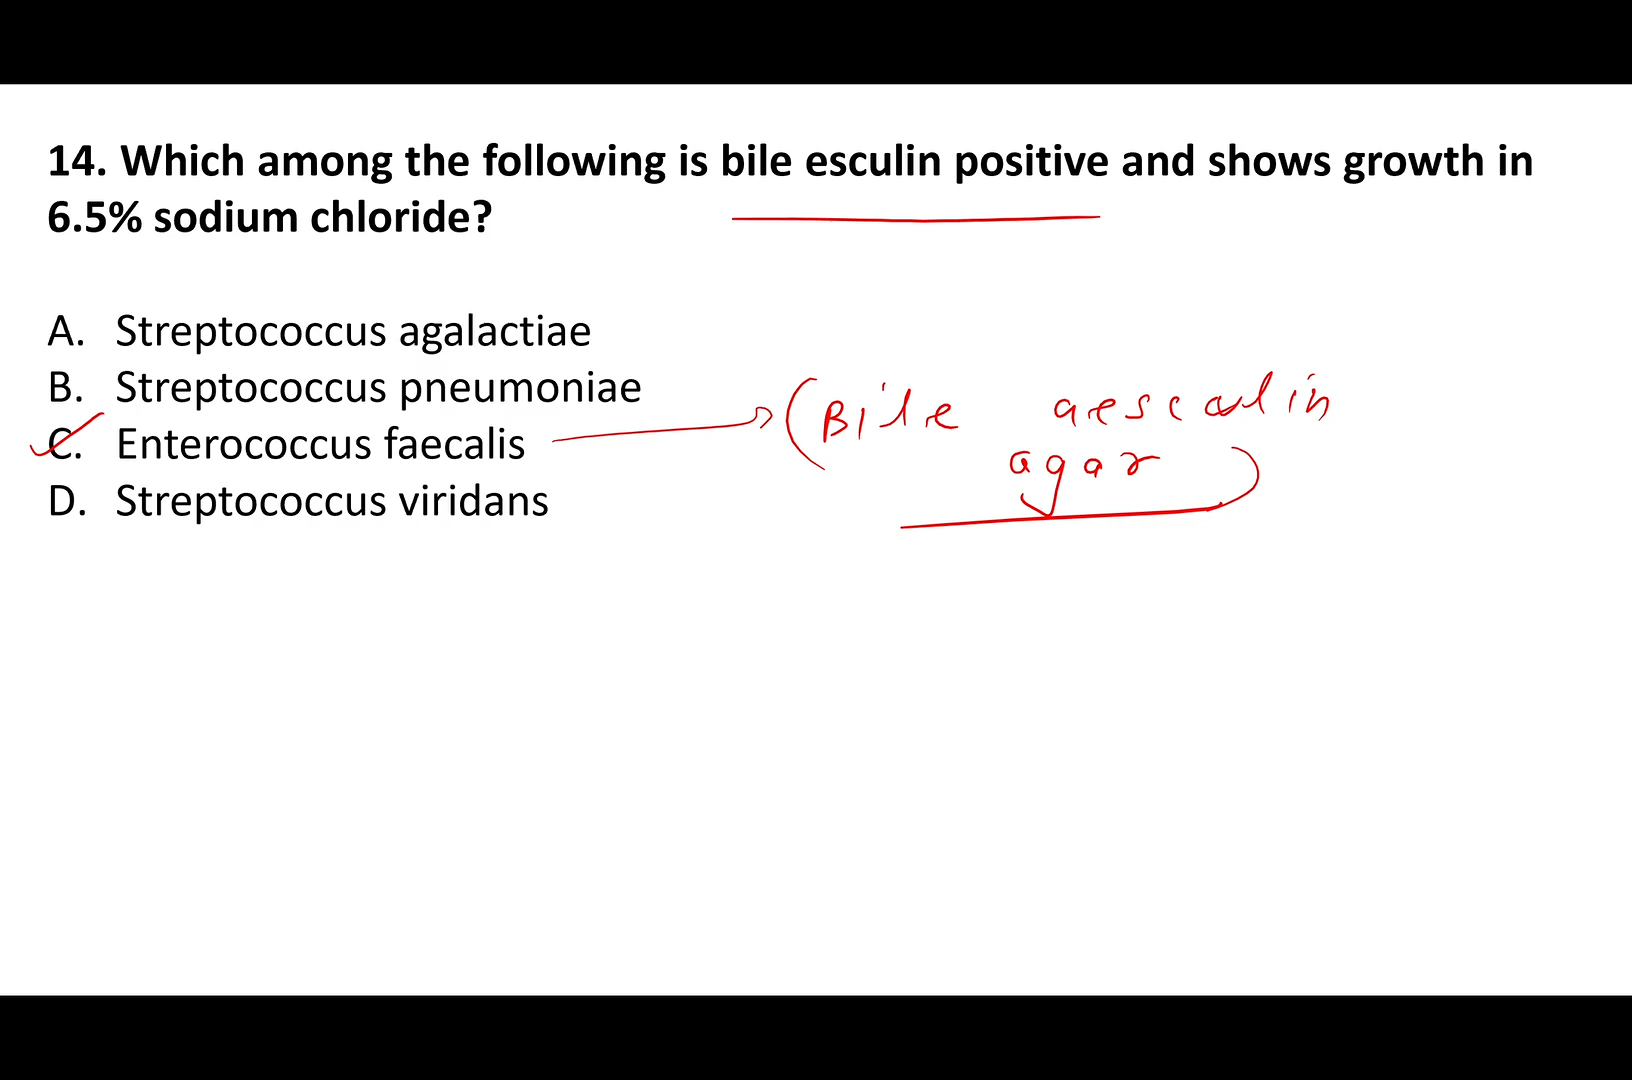 14. Which among the following is bile esculin positive and shows growth in
6.5% sodium chloride?
A. Streptococcus agalactiae
B. Streptococcus pneumoniae
C. Enterococcus faecalis
D. Streptococcus viridans
(Bile aesculin
agar)